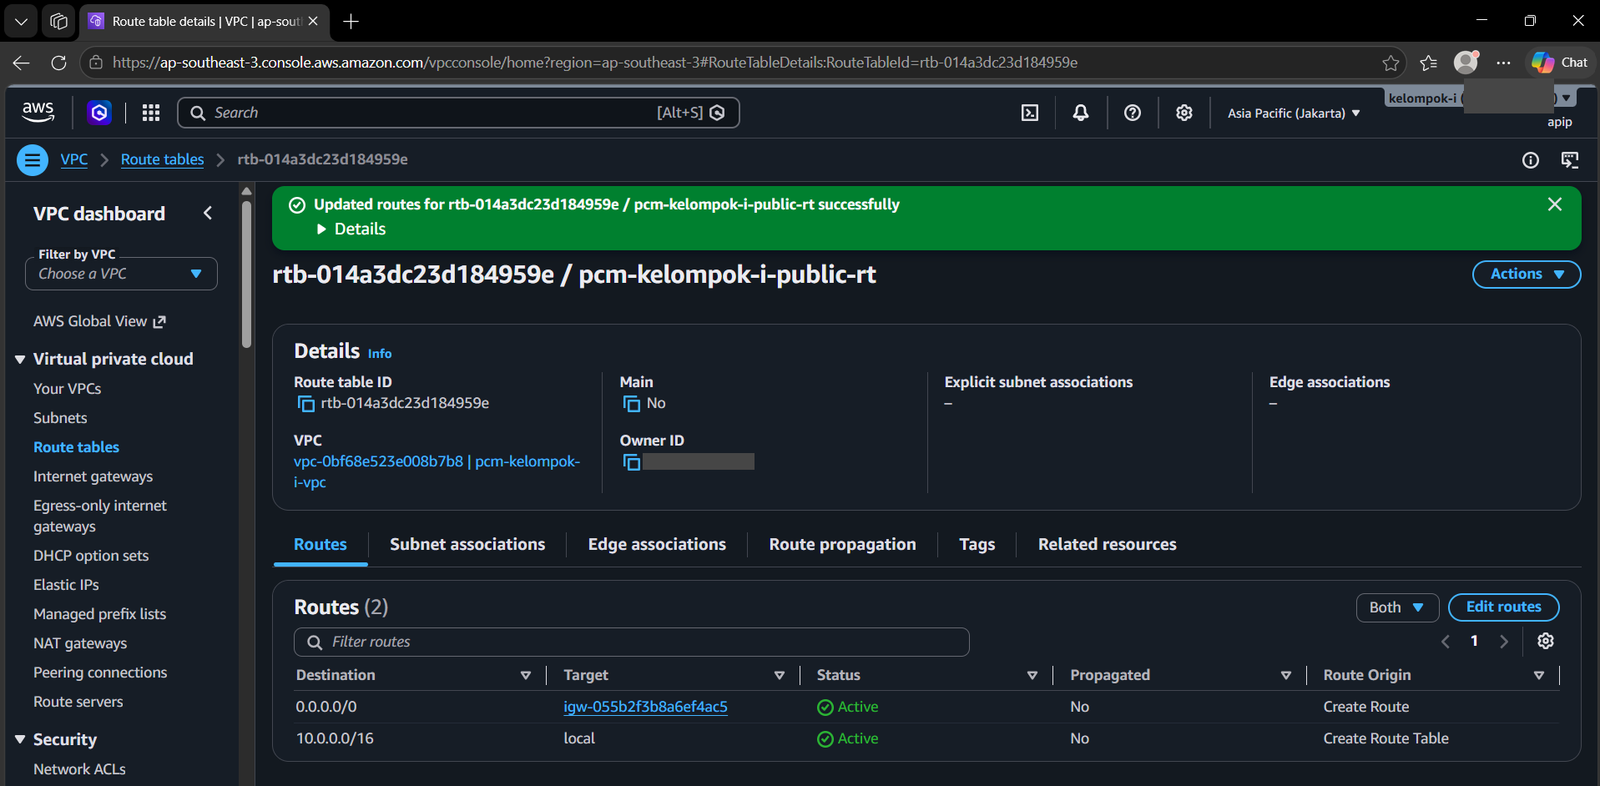 Route table details | VPC | ap-sout
https://ap-southeast-3.console.aws.amazon.com/vpcconsole/home?region=ap-southeast-3#RouteTableDetails:RouteTableId=rtb-014a3dc23d184959e
Chat
aws
Search
[Alt+S]
Asia Pacific (Jakarta)
kelompok-i (
)
apip
VPC
Route tables
rtb-014a3dc23d184959e
VPC dashboard
Filter by VPC
Choose a VPC
AWS Global View
Virtual private cloud
Your VPCs
Subnets
Route tables
Internet gateways
Egress-only internet
gateways
DHCP option sets
Elastic IPs
Managed prefix lists
NAT gateways
Peering connections
Route servers
Security
Network ACLs
Updated routes for rtb-014a3dc23d184959e / pcm-kelompok-i-public-rt successfully
Details
rtb-014a3dc23d184959e / pcm-kelompok-i-public-rt
Actions
Details Info
Route table ID
rtb-014a3dc23d184959e
Main
No
Explicit subnet associations
–
Edge associations
–
VPC
vpc-0bf68e523e008b7b8 | pcm-kelompok-
i-vpc
Owner ID
Routes
Subnet associations
Edge associations
Route propagation
Tags
Related resources
Routes (2)
Both
Edit routes
Filter routes
1
Destination
Target
Status
Propagated
Route Origin
0.0.0.0/0
igw-055b2f3b8a6ef4ac5
Active
No
Create Route
10.0.0.0/16
local
Active
No
Create Route Table